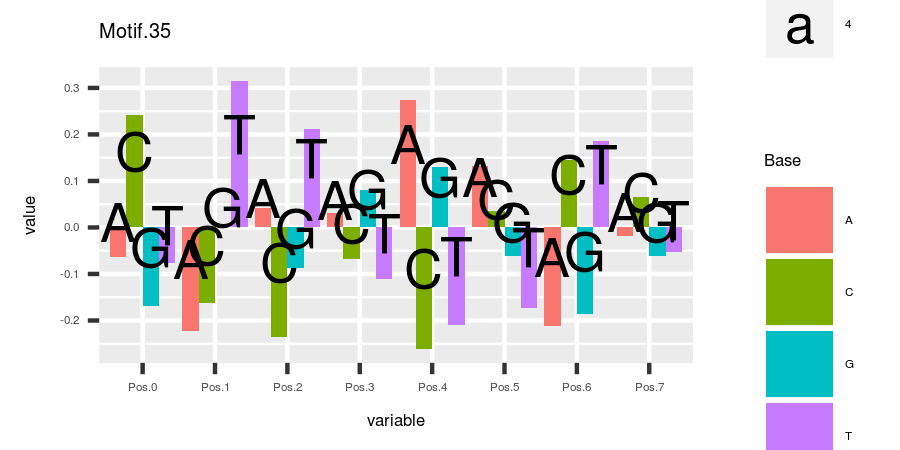 Motif.35
a 4
0.3
0.2
0.1
0.0
-0.1
-0.2
value
A C G T A C G T A C G T A C G T A C G T A C G T A C G T A C G T
Pos.0 Pos.1 Pos.2 Pos.3 Pos.4 Pos.5 Pos.6 Pos.7
variable
Base
A
C
G
T